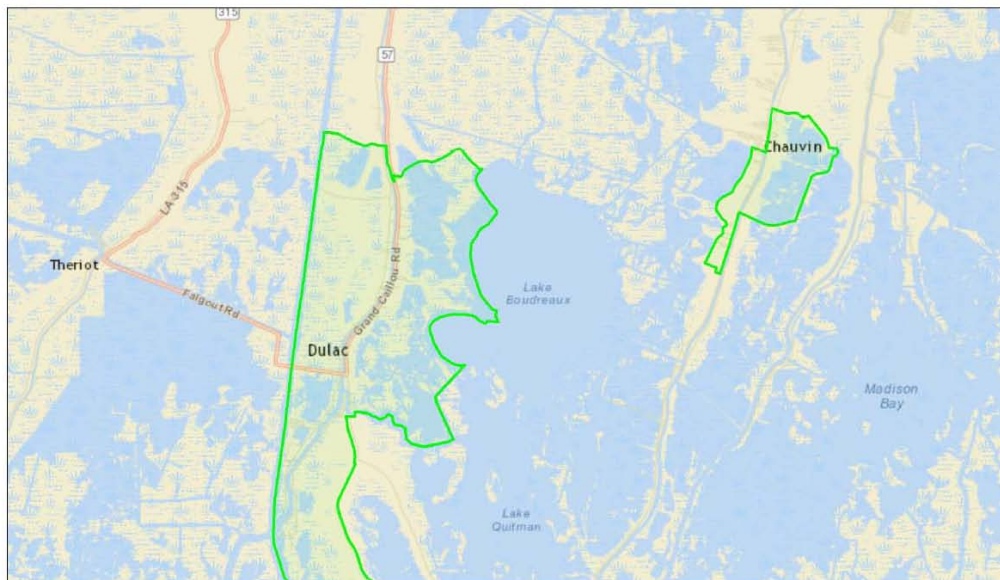 315
57
Chauvin
LA 315
Theriot
Grand Caillou Rd
Lake
Boudreaux
Falgout Rd
Dulac
Madison
Bay
Lake
Quitman